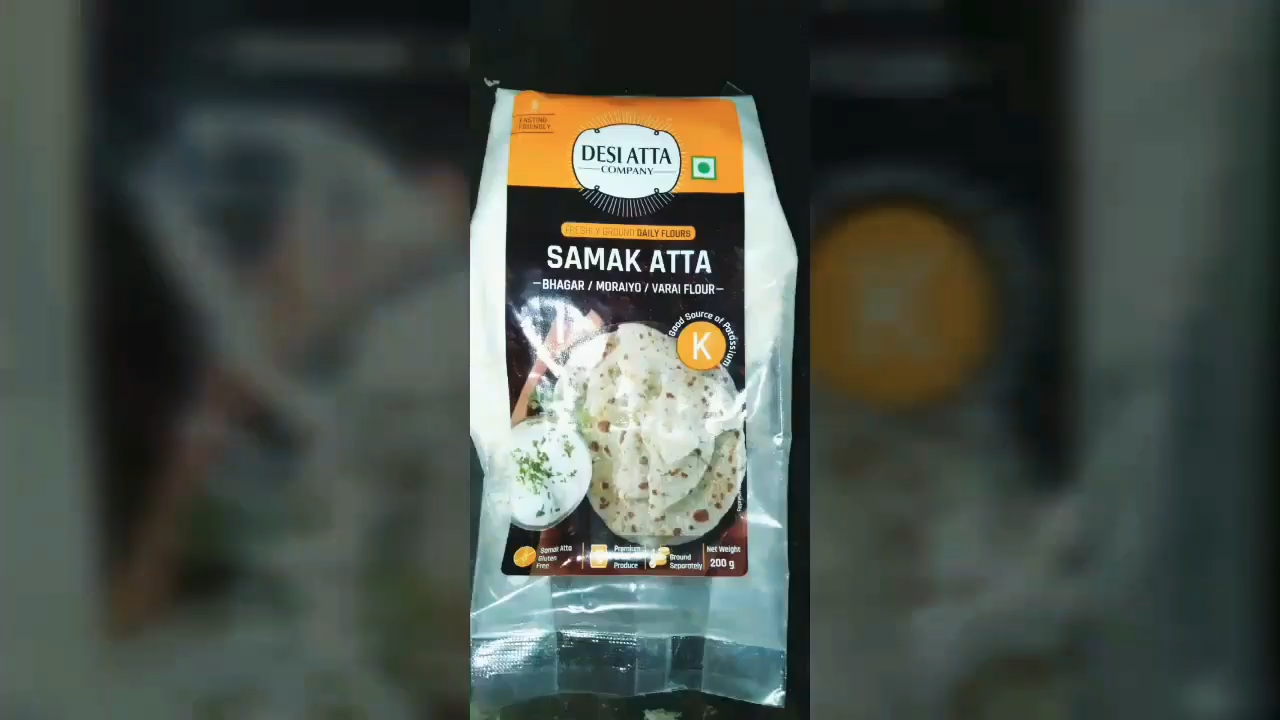 FASTING
FRIENDLY
DESI ATTA
COMPANY
FRESHLY GROUND DAILY FLOURS
SAMAK ATTA
BHAGAR / MORAIYO / VARAI FLOUR
Good Source of Potassium
K
Samak Atta
Gluten
Free
Premium
Produce
Ground
Separately
Net Weight
200 g